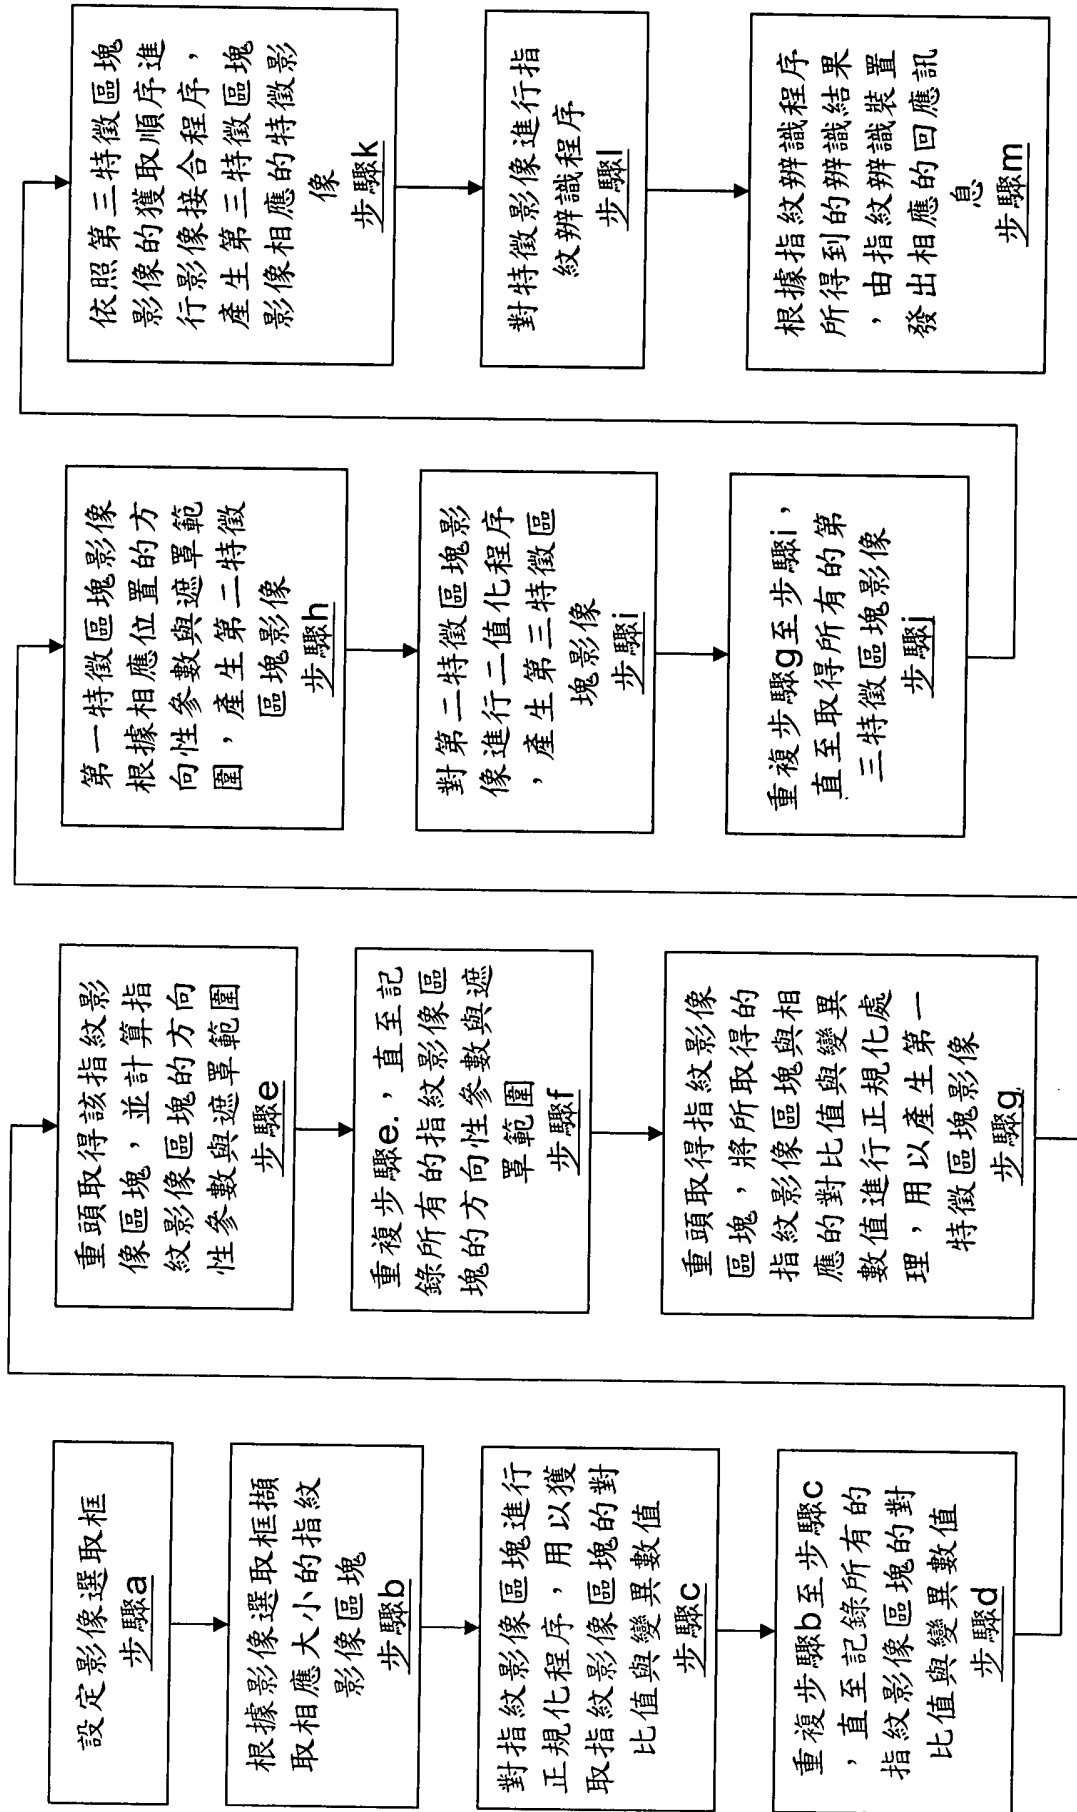 設定影像選取框
步驟a
根據影像選取框擷
取相應大小的指紋
影像區塊
步驟b
對指紋影像區塊進行
正規化程序，用以獲
取指紋影像區塊的對
比值與變異數值
步驟c
重複步驟b至步驟c
，直至記錄所有的
指紋影像區塊的對
比值與變異數值
步驟d
重頭取得該指紋影
像區塊，並計算指
紋影像區塊的方向
性參數與遮罩範圍
步驟e
重複步驟e.，直至記
錄所有的指紋影像區
塊的方向性參數與遮
罩範圍
步驟f
重頭取得指紋影像
區塊，將所取得的
指紋影像區塊與相
應的對比值與變異
數值進行正規化處
理，用以產生第一
特徵區塊影像
步驟g
第一特徵區塊影像
根據相應位置的方
向性參數與遮罩範
圍，產生第二特徵
區塊影像
步驟h
對第二特徵區塊影
像進行二值化程序
，產生第三特徵區
塊影像
步驟i
重複步驟g至步驟i，
直至取得所有的第
三特徵區塊影像
步驟j
依照第三特徵區塊
影像的獲取順序進
行影像接合程序，
產生第三特徵區塊
影像相應的特徵影
像
步驟k
對特徵影像進行指
紋辨識程序
步驟l
根據指紋辨識程序
所得到的辨識結果
，由指紋辨識裝置
發出相應的回應訊
息
步驟m